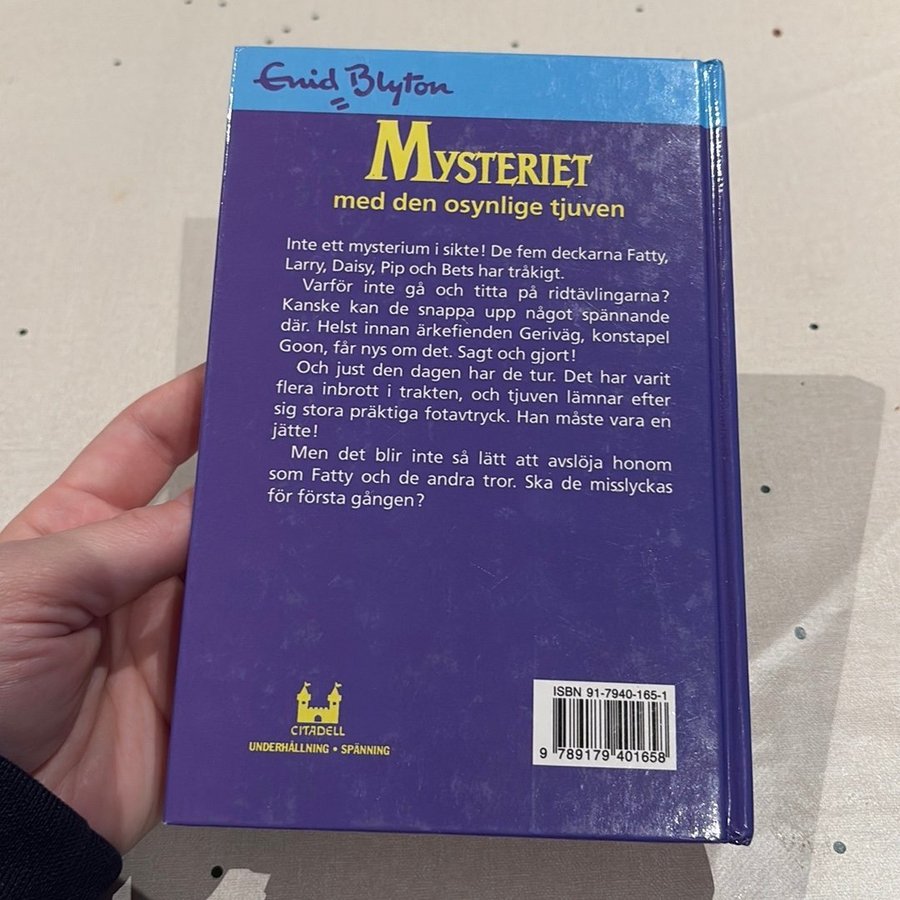 Enid Blyton
MYSTERIET
med den osynlige tjuven
Inte ett mysterium i sikte! De fem deckarna Fatty,
Larry, Daisy, Pip och Bets har tråkigt.
Varför inte gå och titta på ridtävlingarna?
Kanske kan de snappa upp något spännande
där. Helst innan ärkefienden Geriväg, konstapel
Goon, får nys om det. Sagt och gjort!
Och just den dagen har de tur. Det har varit
flera inbrott i trakten, och tjuven lämnar efter
sig stora präktiga fotavtryck. Han måste vara en
jätte!
Men det blir inte så lätt att avslöja honom
som Fatty och de andra tror. Ska de misslyckas
för första gången?
CITADELL
UNDERHÅLLNING • SPÄNNING
ISBN 91-7940-165-1
9 789179 401658